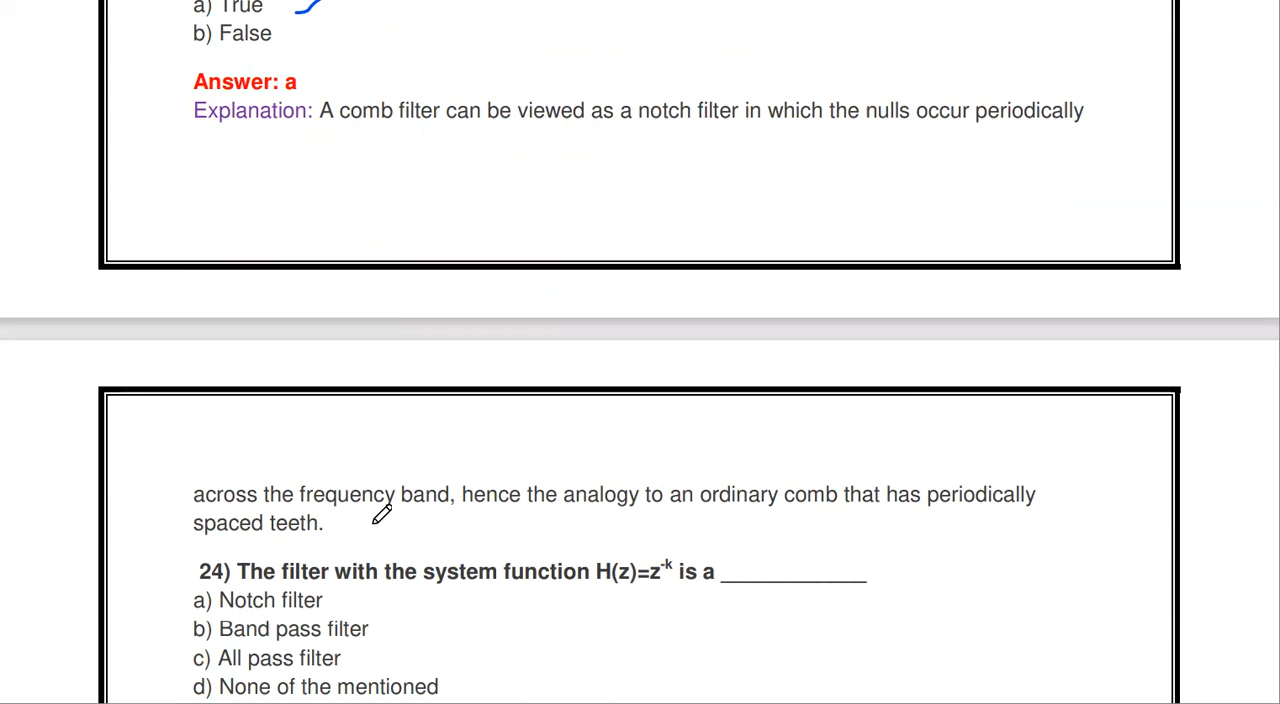 a) True
b) False
Answer: a
Explanation: A comb filter can be viewed as a notch filter in which the nulls occur periodically
across the frequency band, hence the analogy to an ordinary comb that has periodically
spaced teeth.
24) The filter with the system function H(z)=z-k is a ____________
a) Notch filter
b) Band pass filter
c) All pass filter
d) None of the mentioned